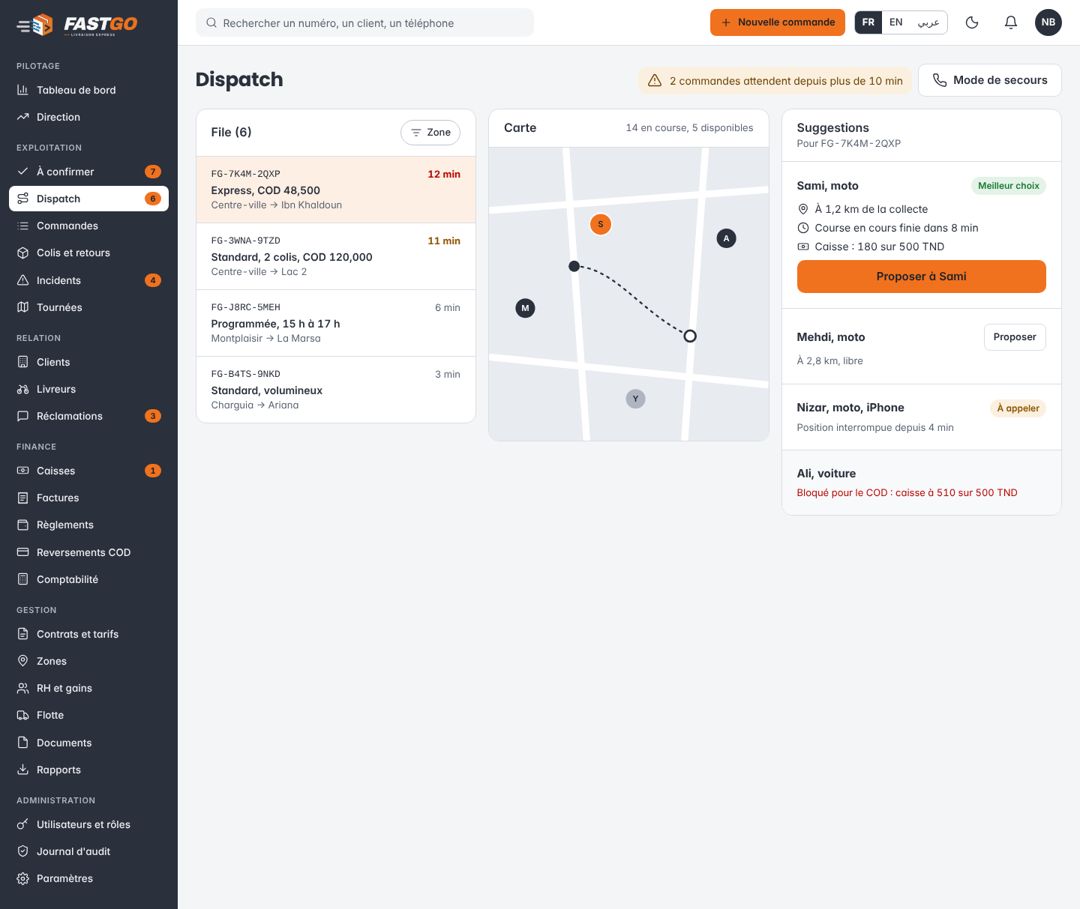 FASTGO
LIVRAISON EXPRESS
PILOTAGE
Tableau de bord
Direction
EXPLOITATION
À confirmer 7
Dispatch 6
Commandes
Colis et retours
Incidents 4
Tournées
RELATION
Clients
Livreurs
Réclamations 3
FINANCE
Caisses 1
Factures
Règlements
Reversements COD
Comptabilité
GESTION
Contrats et tarifs
Zones
RH et gains
Flotte
Documents
Rapports
ADMINISTRATION
Utilisateurs et rôles
Journal d'audit
Paramètres
Rechercher un numéro, un client, un téléphone
+ Nouvelle commande
FR EN عربي
NB
Dispatch
2 commandes attendent depuis plus de 10 min
Mode de secours
File (6)
Zone
FG-7K4M-2QXP 12 min
Express, COD 48,500
Centre-ville → Ibn Khaldoun
FG-3WNA-9TZD 11 min
Standard, 2 colis, COD 120,000
Centre-ville → Lac 2
FG-J8RC-5MEH 6 min
Programmée, 15 h à 17 h
Montplaisir → La Marsa
FG-B4TS-9NKD 3 min
Standard, volumineux
Charguia → Ariana
Carte 14 en course, 5 disponibles
S
A
M
Y
Suggestions
Pour FG-7K4M-2QXP
Sami, moto Meilleur choix
À 1,2 km de la collecte
Course en cours finie dans 8 min
Caisse : 180 sur 500 TND
Proposer à Sami
Mehdi, moto Proposer
À 2,8 km, libre
Nizar, moto, iPhone À appeler
Position interrompue depuis 4 min
Ali, voiture
Bloqué pour le COD : caisse à 510 sur 500 TND